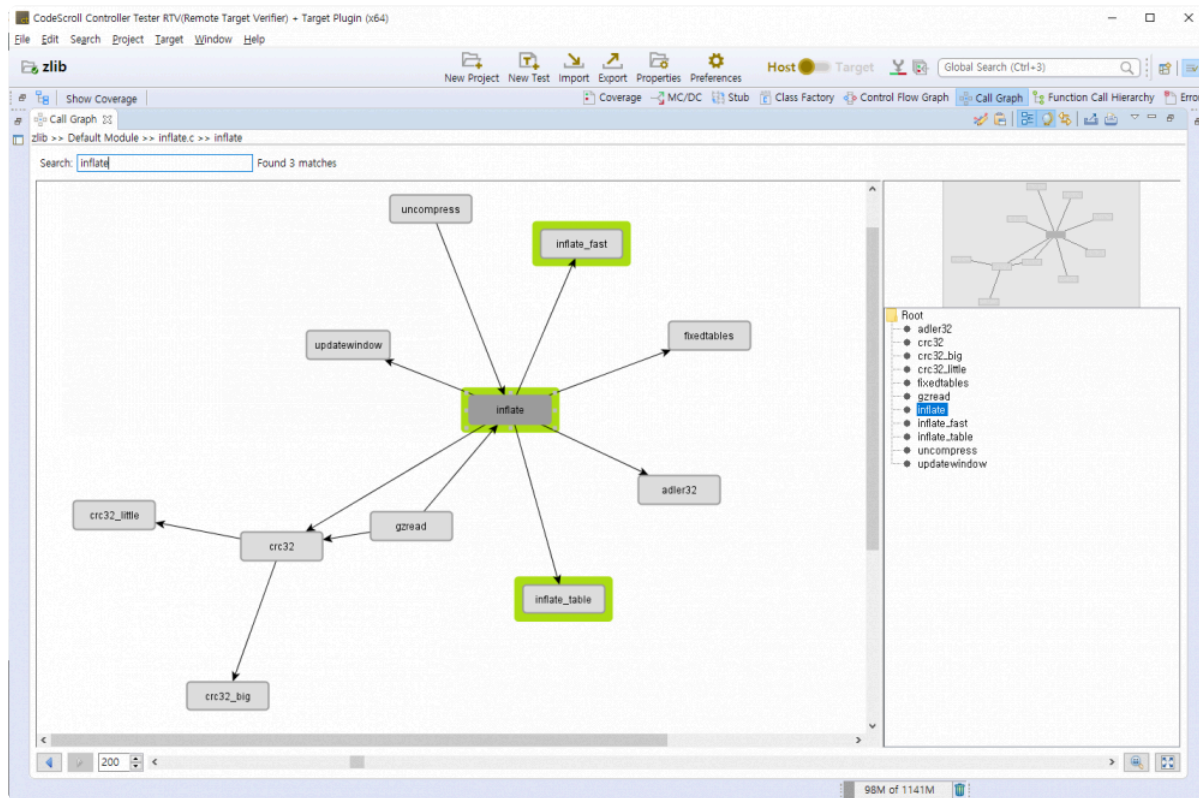 CodeScroll Controller Tester RTV(Remote Target Verifier) + Target Plugin (x64)
File Edit Search Project Target Window Help
zlib
New Project New Test Import Export Properties Preferences
Host Target
Global Search (Ctrl+3)
Show Coverage
Coverage MC/DC Stub Class Factory Control Flow Graph Call Graph Function Call Hierarchy Erro
Call Graph
zlib >> Default Module >> inflate.c >> inflate
Search: inflate Found 3 matches
uncompress
inflate_fast
updatewindow
fixedtables
inflate
adler32
crc32_little
gzread
crc32
inflate_table
crc32_big
Root
adler32
crc32
crc32_big
crc32_little
fixedtables
gzread
inflate
inflate_fast
inflate_table
uncompress
updatewindow
200
98M of 1141M